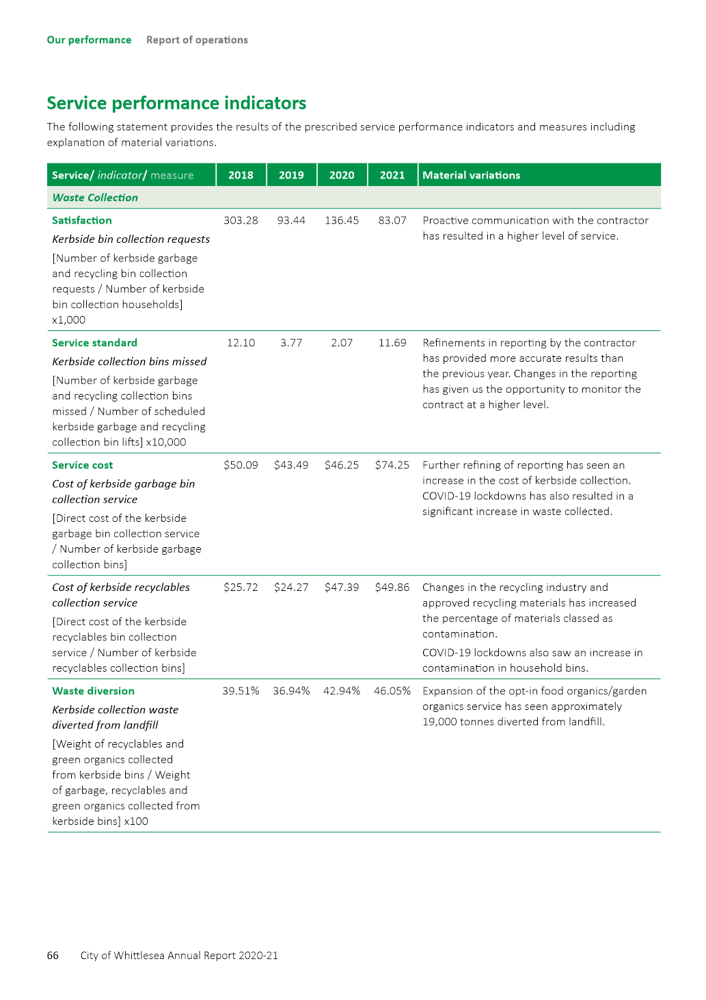 Our performance Report of operations
Service performance indicators
The following statement provides the results of the prescribed service performance indicators and measures including
explanation of material variations.
Service/ indicator/ measure 2018 2019 2020 2021 Material variations
Waste Collection
Satisfaction 303.28 93.44 136.45 83.07 Proactive communication with the contractor
has resulted in a higher level of service.
Kerbside bin collection requests
[Number of kerbside garbage
and recycling bin collection
requests / Number of kerbside
bin collection households]
x1,000
Service standard 12.10 3.77 2.07 11.69 Refinements in reporting by the contractor
has provided more accurate results than
the previous year. Changes in the reporting
has given us the opportunity to monitor the
contract at a higher level.
Kerbside collection bins missed
[Number of kerbside garbage
and recycling collection bins
missed / Number of scheduled
kerbside garbage and recycling
collection bin lifts] x10,000
Service cost $50.09 $43.49 $46.25 $74.25 Further refining of reporting has seen an
increase in the cost of kerbside collection.
COVID-19 lockdowns has also resulted in a
significant increase in waste collected.
Cost of kerbside garbage bin
collection service
[Direct cost of the kerbside
garbage bin collection service
/ Number of kerbside garbage
collection bins]
Cost of kerbside recyclables $25.72 $24.27 $47.39 $49.86 Changes in the recycling industry and
approved recycling materials has increased
the percentage of materials classed as
contamination.
COVID-19 lockdowns also saw an increase in
contamination in household bins.
collection service
[Direct cost of the kerbside
recyclables bin collection
service / Number of kerbside
recyclables collection bins]
Waste diversion 39.51% 36.94% 42.94% 46.05% Expansion of the opt-in food organics/garden
organics service has seen approximately
19,000 tonnes diverted from landfill.
Kerbside collection waste
diverted from landfill
[Weight of recyclables and
green organics collected
from kerbside bins / Weight
of garbage, recyclables and
green organics collected from
kerbside bins] x100
66 City of Whittlesea Annual Report 2020-21